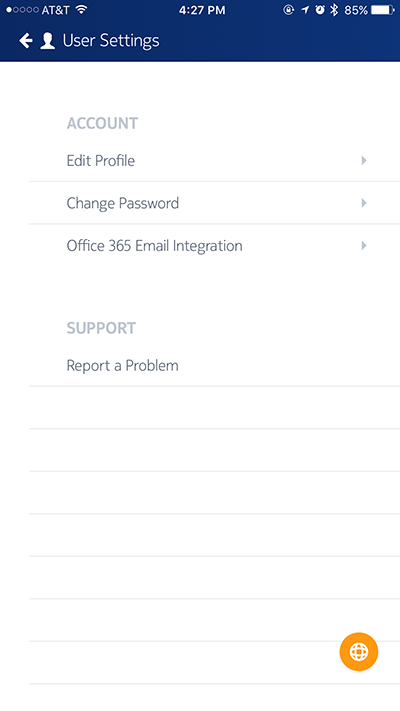 AT&T 4:27 PM 85%
User Settings
ACCOUNT
Edit Profile
Change Password
Office 365 Email Integration
SUPPORT
Report a Problem